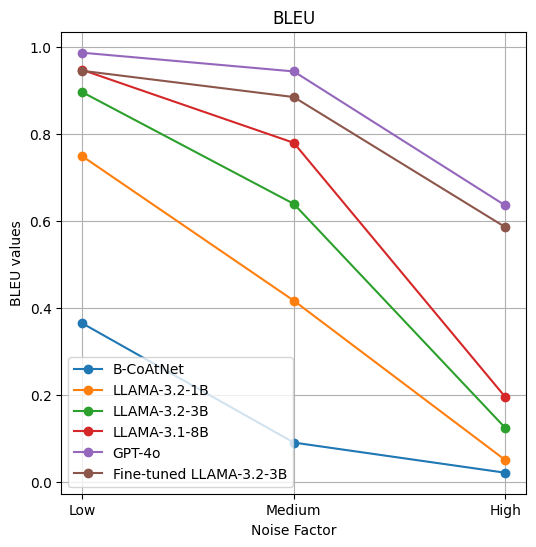 BLEU
1.0
0.8
0.6
0.4
0.2
0.0
BLEU values
B-CoAtNet
LLAMA-3.2-1B
LLAMA-3.2-3B
LLAMA-3.1-8B
GPT-4o
Fine-tuned LLAMA-3.2-3B
Low
Medium
High
Noise Factor